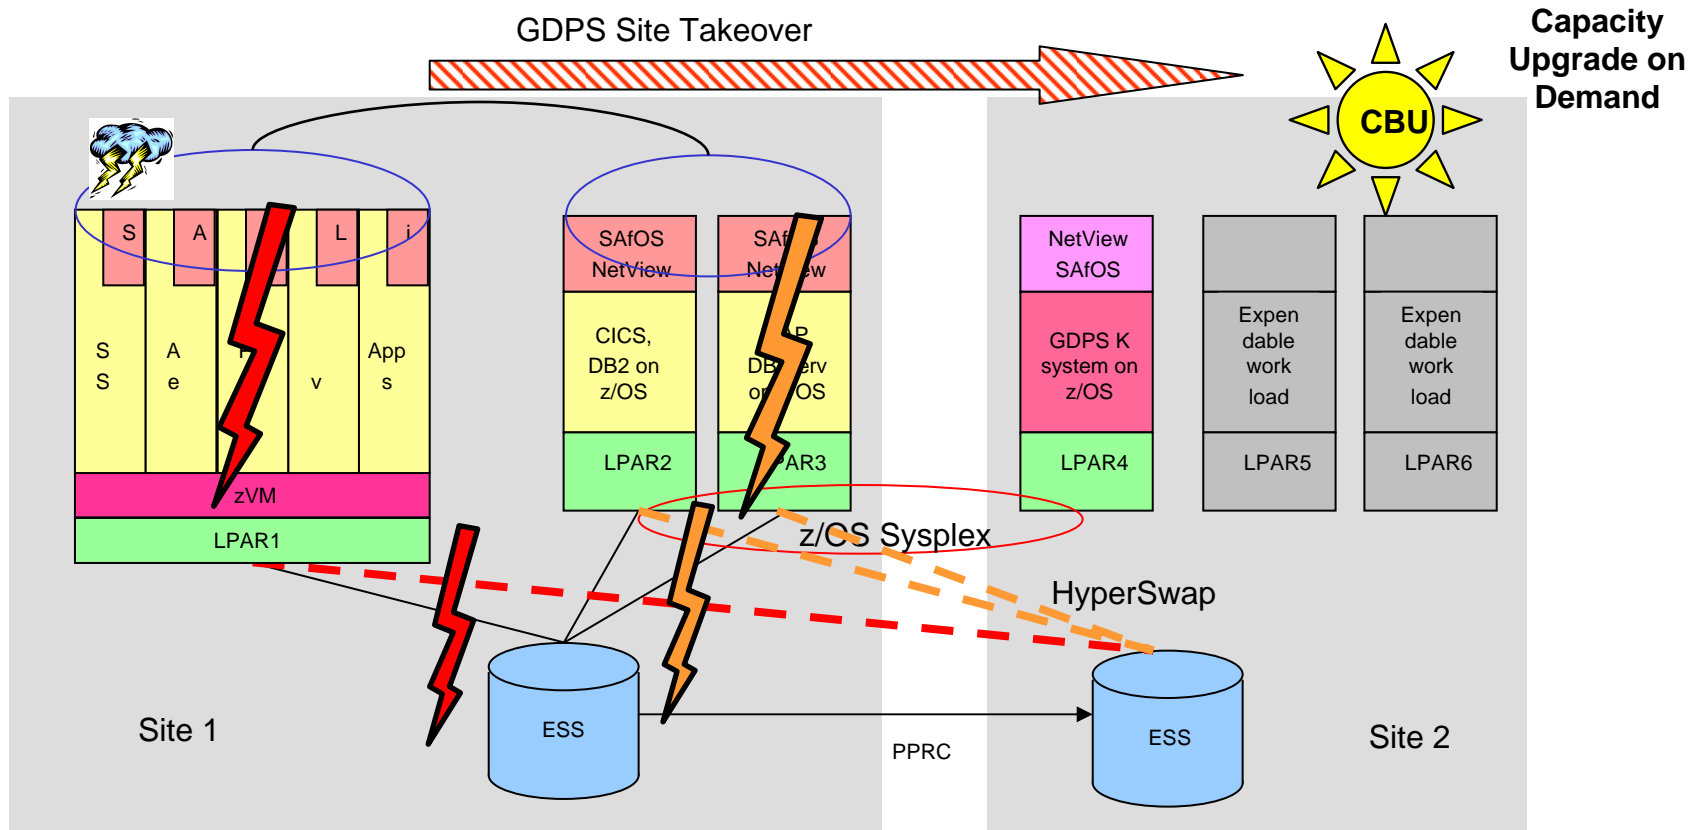 GDPS Site Takeover
Capacity
Upgrade on
Demand
CBU
S
A
L
i
S
S
A
e
v
App
s
zVM
LPAR1
SAfOS
NetView
CICS,
DB2 on
z/OS
LPAR2
NetView
SAfOS
GDPS K
system on
z/OS
LPAR4
Expen
dable
work
load
LPAR5
Expen
dable
work
load
LPAR6
z/OS Sysplex
HyperSwap
ESS
PPRC
ESS
Site 1
Site 2